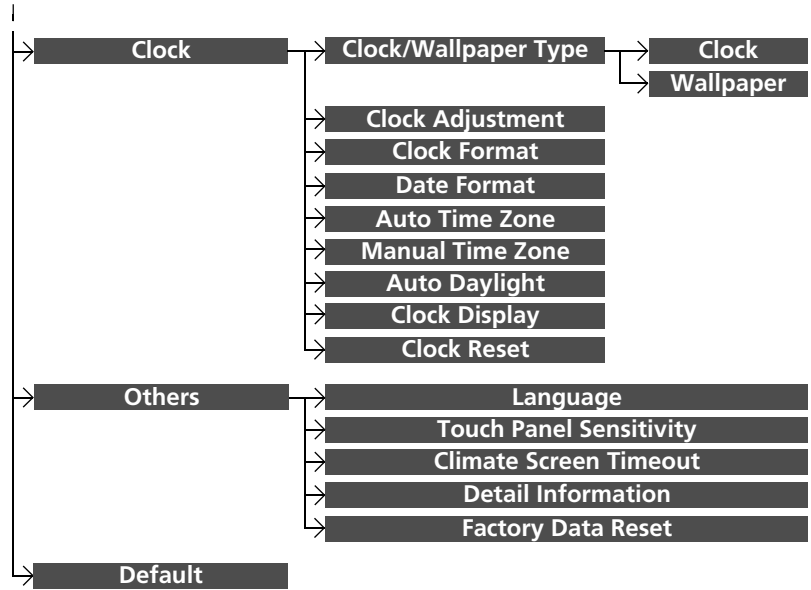 Clock
Clock/Wallpaper Type
Clock
Wallpaper
Clock Adjustment
Clock Format
Date Format
Auto Time Zone
Manual Time Zone
Auto Daylight
Clock Display
Clock Reset
Others
Language
Touch Panel Sensitivity
Climate Screen Timeout
Detail Information
Factory Data Reset
Default